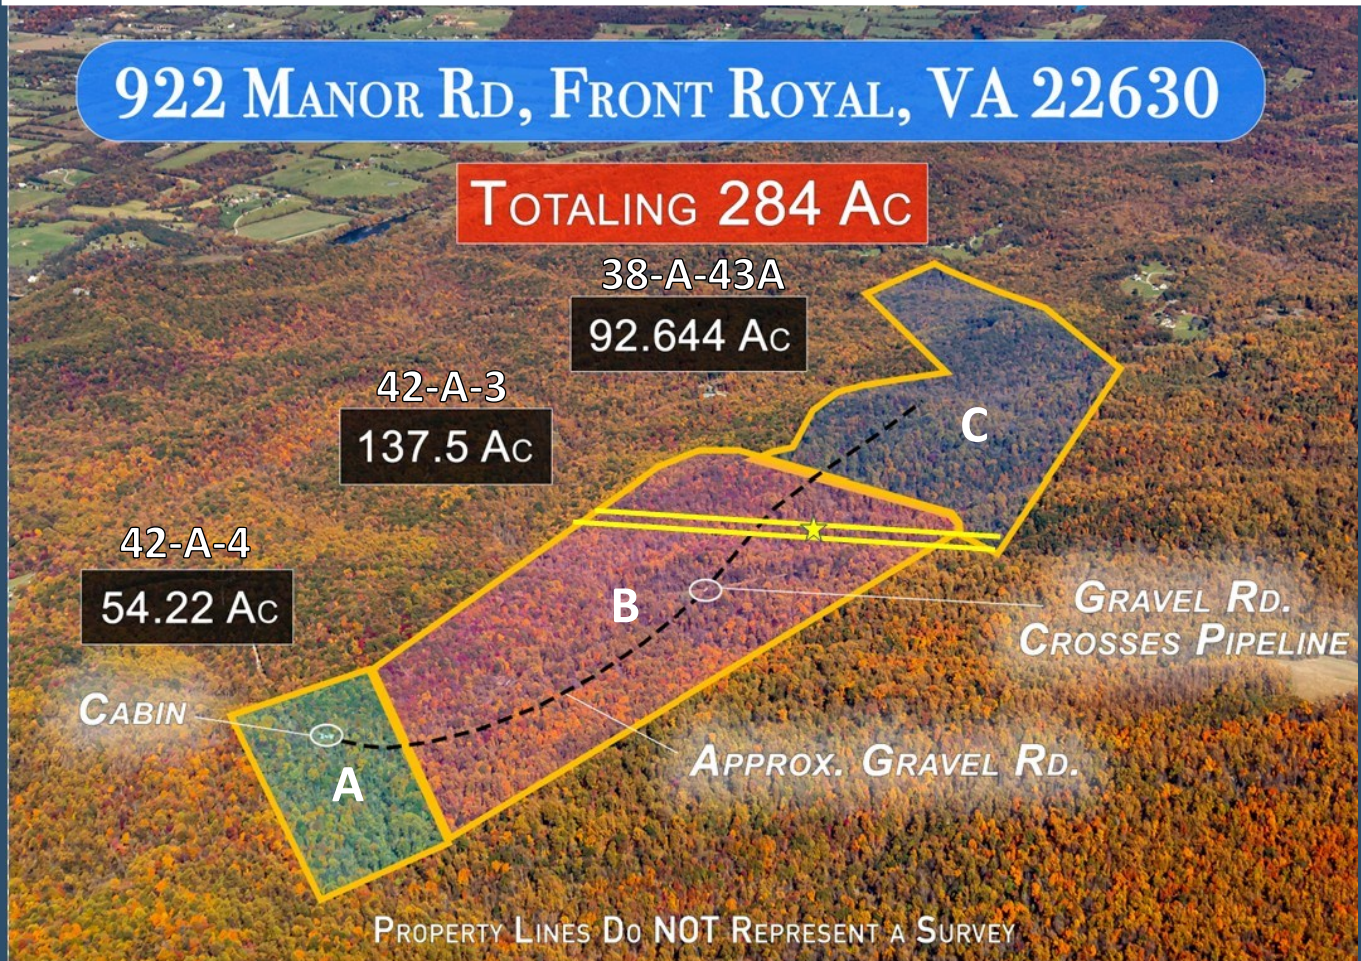 922 Manor Rd, Front Royal, VA 22630
Totaling 284 Ac
38-A-43A
92.644 Ac
42-A-3
137.5 Ac
C
42-A-4
54.22 Ac
B
Gravel Rd.
Crosses Pipeline
Cabin
Approx. Gravel Rd.
A
Property Lines Do NOT Represent a Survey